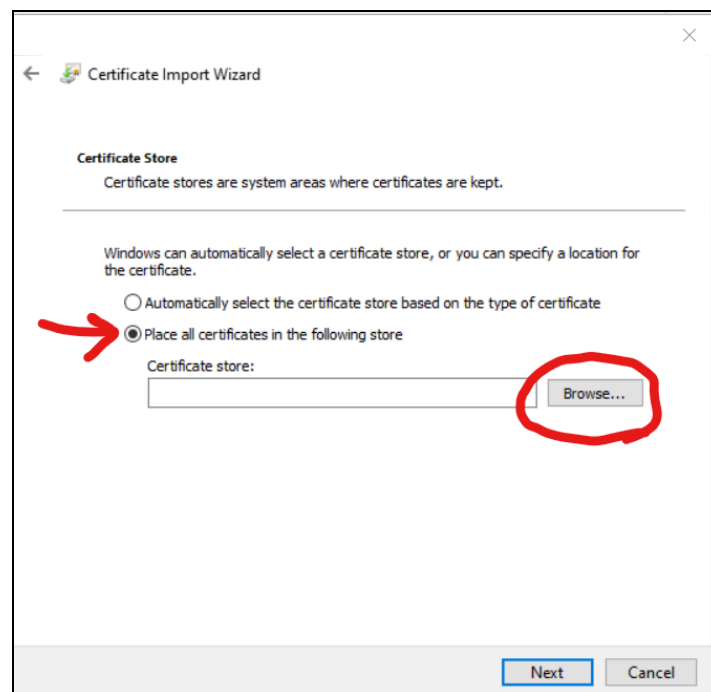 Certificate Import Wizard
Certificate Store
Certificate stores are system areas where certificates are kept.
Windows can automatically select a certificate store, or you can specify a location for
the certificate.
Automatically select the certificate store based on the type of certificate
Place all certificates in the following store
Certificate store:
Browse...
Next
Cancel